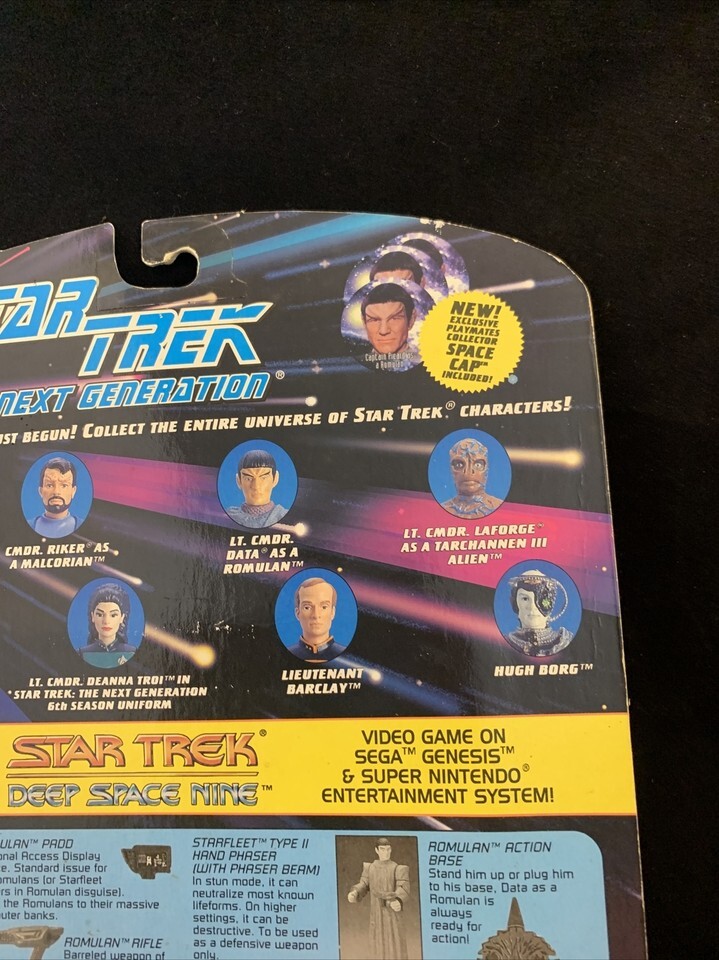 TAR
TREK
NEXT GENERATION®
Captain Picard as
a Romulan
NEW!
EXCLUSIVE
PLAYMATES
COLLECTOR
SPACE
CAP™
INCLUDED!
UST BEGUN! COLLECT THE ENTIRE UNIVERSE OF STAR TREK® CHARACTERS!
CMDR. RIKER™ AS
A MALCORIAN™
LT. CMDR.
DATA® AS A
ROMULAN™
LT. CMDR. LAFORGE™
AS A TARCHANNEN III
ALIEN™
LT. CMDR. DEANNA TROI™ IN
STAR TREK: THE NEXT GENERATION
6th SEASON UNIFORM
LIEUTENANT
BARCLAY™
HUGH BORG™
STAR TREK®
DEEP SPACE NINE™
VIDEO GAME ON
SEGA™ GENESIS™
& SUPER NINTENDO®
ENTERTAINMENT SYSTEM!
ULAN™ PADD
onal Access Display
e. Standard issue for
mulans (or Starfleet
rs in Romulan disguise).
the Romulans to their massive
uter banks.
ROMULAN™ RIFLE
Barreled weapon of
STARFLEET™ TYPE II
HAND PHASER
(WITH PHASER BEAM)
In stun mode, it can
neutralize most known
lifeforms. On higher
settings, it can be
destructive. To be used
as a defensive weapon
only.
ROMULAN™ ACTION
BASE
Stand him up or plug him
to his base, Data as a
Romulan is
always
ready for
action!